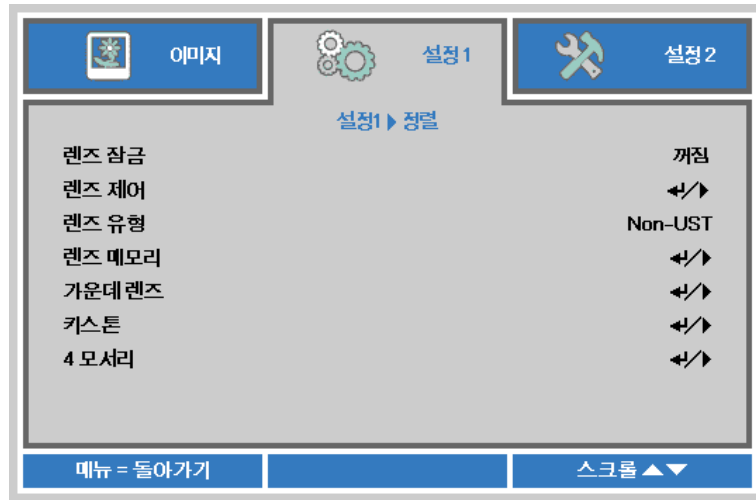 이미지
설정 1
설정 2
설정1 ▶ 정렬
렌즈 잠금 꺼짐
렌즈 제어 ↵/▶
렌즈 유형 Non-UST
렌즈 메모리 ↵/▶
가운데 렌즈 ↵/▶
키스톤 ↵/▶
4 모서리 ↵/▶
메뉴 = 돌아가기
스크롤 ▲▼